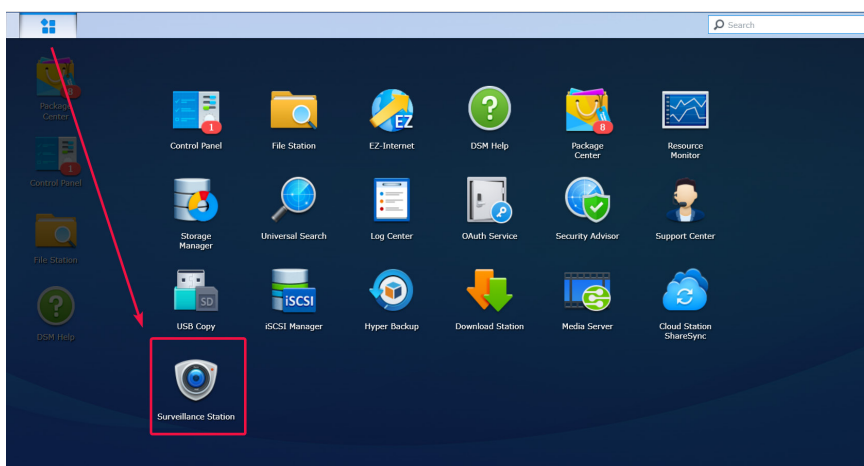 Search
8
Package
Center
1
Control Panel
File Station
DSM Help
1
Control Panel
File Station
EZ
EZ-Internet
DSM Help
8
Package
Center
Resource
Monitor
Storage
Manager
Universal Search
Log Center
OAuth Service
Security Advisor
Support Center
SD
USB Copy
iSCSI
iSCSI Manager
Hyper Backup
Download Station
Media Server
Cloud Station
ShareSync
Surveillance Station